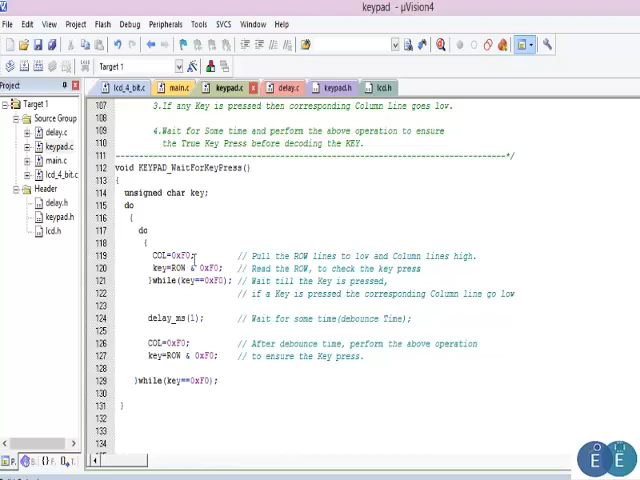 keypad - µVision4
File Edit View Project Flash Debug Peripherals Tools SVCS Window Help
Target 1
Project
lcd_4_bit.c main.c keypad.c delay.c keypad.h lcd.h
Target 1
Source Group
delay.c
keypad.c
main.c
lcd_4_bit.c
Header
delay.h
keypad.h
lcd.h
107 3.If any Key is pressed then corresponding Column Line goes low.
108
109 4.Wait for Some time and perform the above operation to ensure
110 the True Key Press before decoding the KEY.
111 ----------------------------------------------------------------------------------*/
112 void KEYPAD_WaitForKeyPress()
113 {
114 unsigned char key;
115 do
116 {
117 do
118 {
119 COL=0xF0; // Pull the ROW lines to low and Column lines high.
120 key=ROW & 0xF0; // Read the ROW, to check the key press
121 }while(key==0xF0); // Wait till the Key is pressed,
122 // if a Key is pressed the corresponding Column line go low
123
124 delay_ms(1); // Wait for some time(debounce Time);
125
126 COL=0xF0; // After debounce time, perform the above operation
127 key=ROW & 0xF0; // to ensure the Key press.
128
129 }while(key==0xF0);
130
131 }
132
133
134
E E